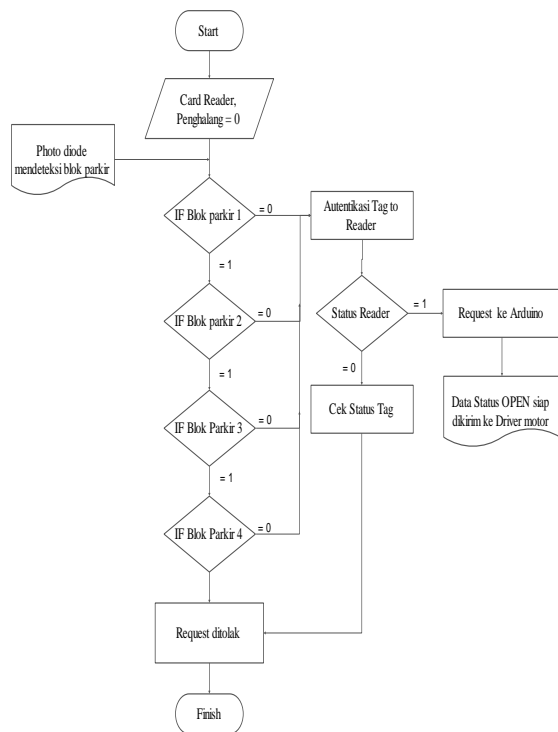 Start
Card Reader,
Penghalang = 0
Photo diode
mendeteksi blok parkir
IF Blok parkir 1
= 0
Autentikasi Tag to
Reader
= 1
IF Blok parkir 2
= 0
Status Reader
= 1
Request ke Arduino
= 1
= 0
IF Blok Parkir 3
= 0
Cek Status Tag
Data Status OPEN siap
dikirim ke Driver motor
= 1
IF Blok Parkir 4
= 0
Request ditolak
Finish